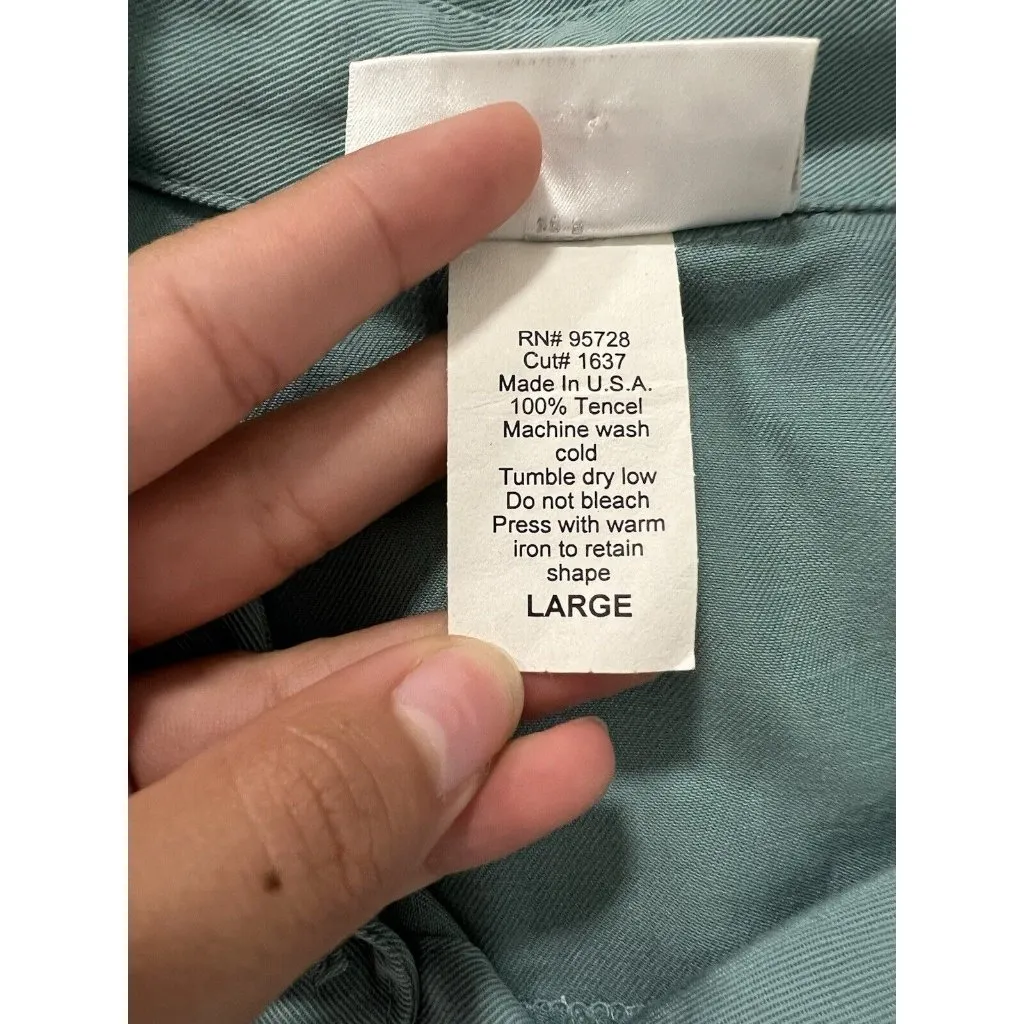 RN# 95728
Cut# 1637
Made In U.S.A.
100% Tencel
Machine wash
cold
Tumble dry low
Do not bleach
Press with warm
iron to retain
shape
LARGE